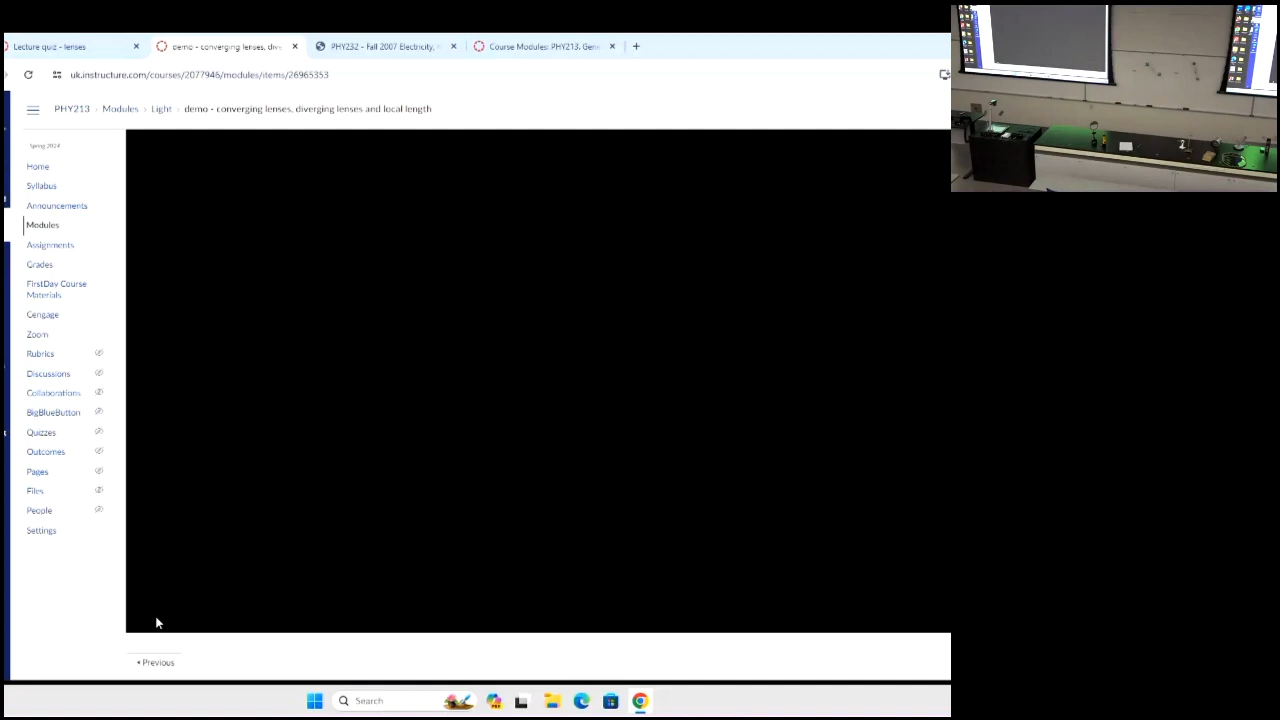 Lecture quiz - lenses
demo - converging lenses, dive
PHY232 - Fall 2007 Electricity,
Course Modules: PHY213, Gene
uk.instructure.com/courses/2077946/modules/items/26965353
PHY213 › Modules › Light › demo - converging lenses, diverging lenses and local length
Spring 2024
Home
Syllabus
Announcements
Modules
Assignments
Grades
FirstDay Course
Materials
Cengage
Zoom
Rubrics
Discussions
Collaborations
BigBlueButton
Quizzes
Outcomes
Pages
Files
People
Settings
Previous
Search